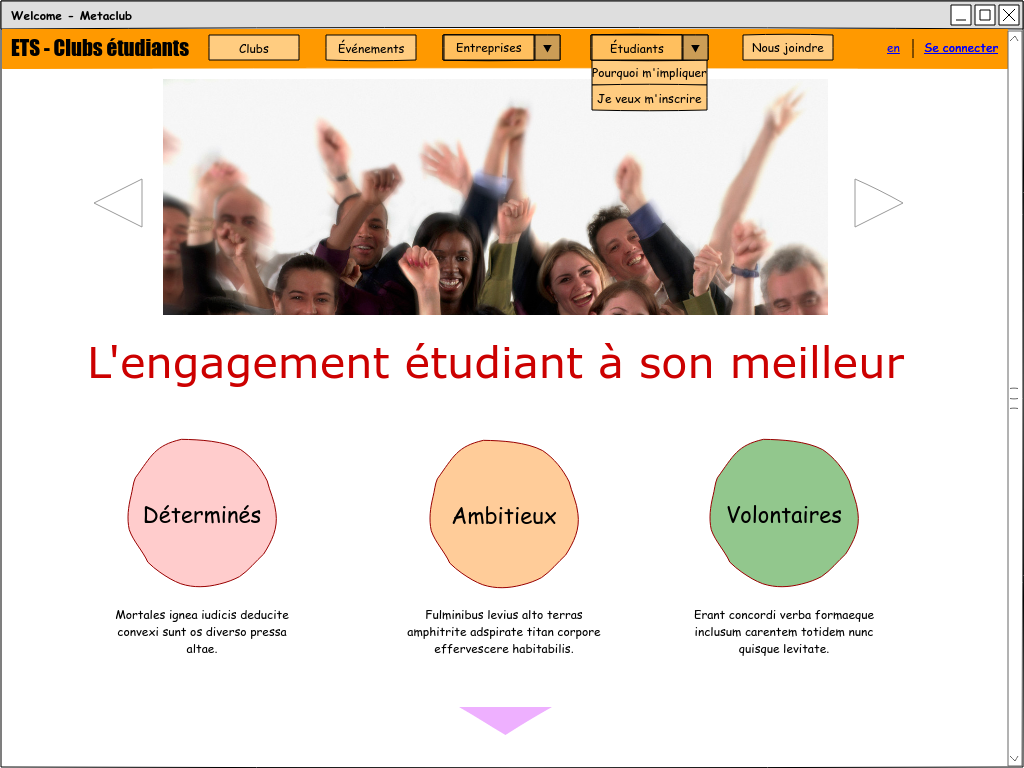 Welcome - Metaclub
ETS - Clubs étudiants
Clubs
Événements
Entreprises ▼
Étudiants ▼
Nous joindre
en | Se connecter
Pourquoi m'impliquer
Je veux m'inscrire
L'engagement étudiant à son meilleur
Déterminés
Ambitieux
Volontaires
Mortales ignea iudicis deducite
convexi sunt os diverso pressa
altae.
Fulminibus levius alto terras
amphitrite adspirate titan corpore
effervescere habitabilis.
Erant concordi verba formaeque
inclusum carentem totidem nunc
quisque levitate.